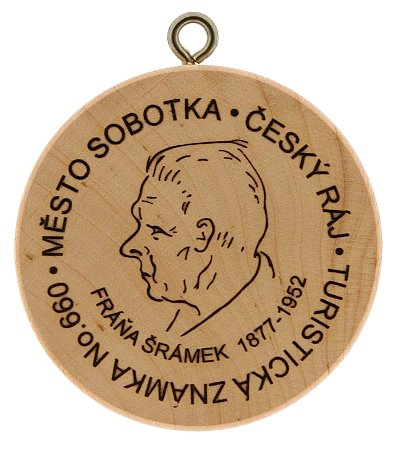 MĚSTO SOBOTKA • ČESKÝ RÁJ • TURISTICKÁ ZNÁMKA No.660 •
FRÁŇA ŠRÁMEK 1877-1952